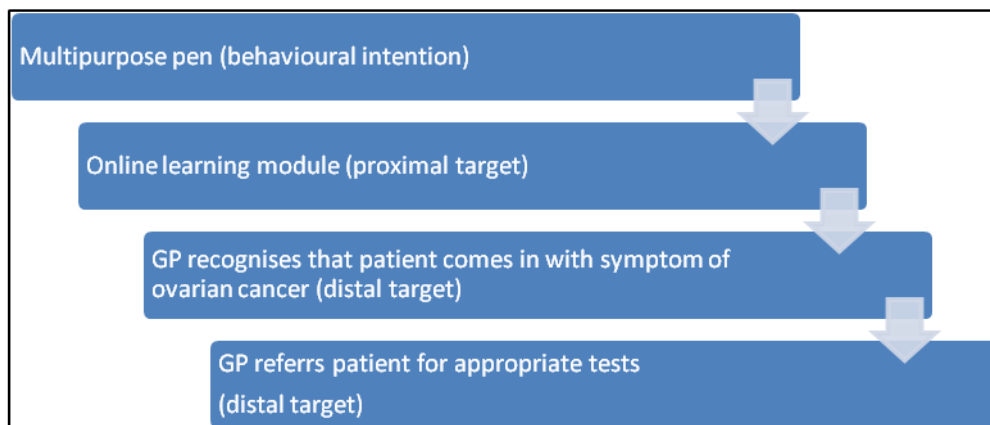 Multipurpose pen (behavioural intention)
Online learning module (proximal target)
GP recognises that patient comes in with symptom of
ovarian cancer (distal target)
GP referrs patient for appropriate tests
(distal target)